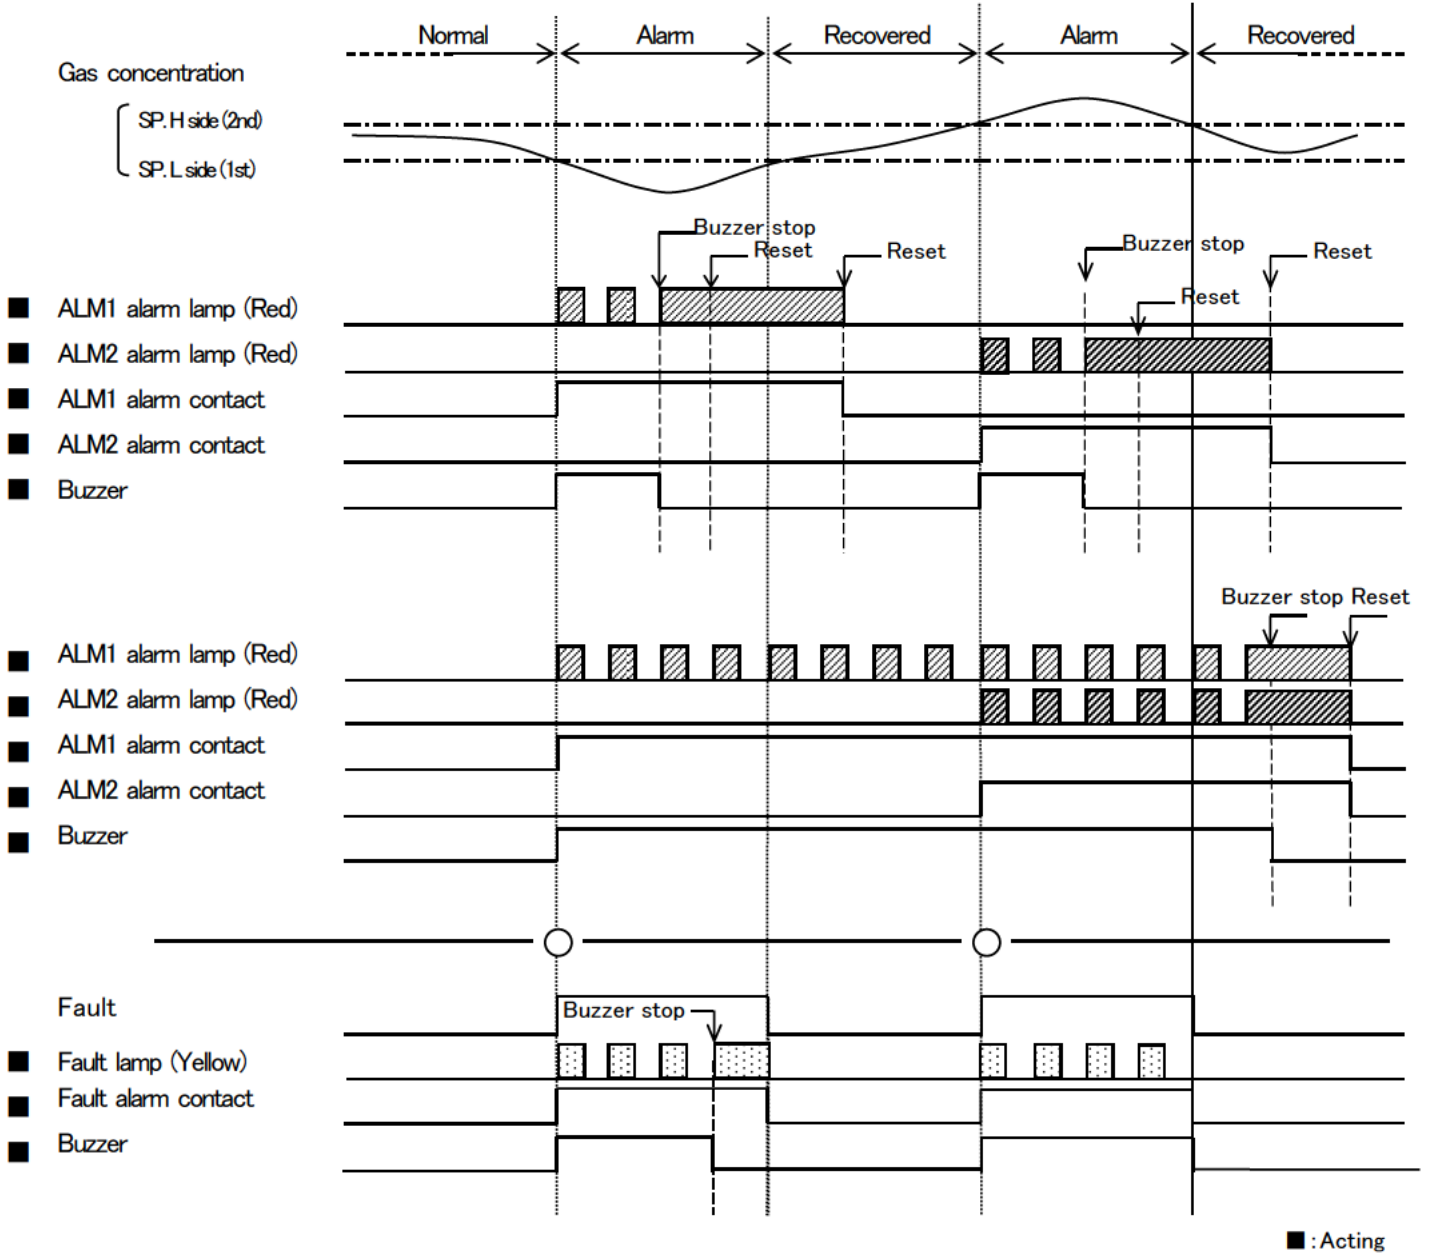 Normal Alarm Recovered Alarm Recovered
Gas concentration
SP. H side (2nd)
SP. L side (1st)
Buzzer stop
Reset
Reset
Buzzer stop
Reset
Reset
■ ALM1 alarm lamp (Red)
■ ALM2 alarm lamp (Red)
■ ALM1 alarm contact
■ ALM2 alarm contact
■ Buzzer
Buzzer stop Reset
■ ALM1 alarm lamp (Red)
■ ALM2 alarm lamp (Red)
■ ALM1 alarm contact
■ ALM2 alarm contact
■ Buzzer
Fault
Buzzer stop
■ Fault lamp (Yellow)
■ Fault alarm contact
■ Buzzer
■ : Acting